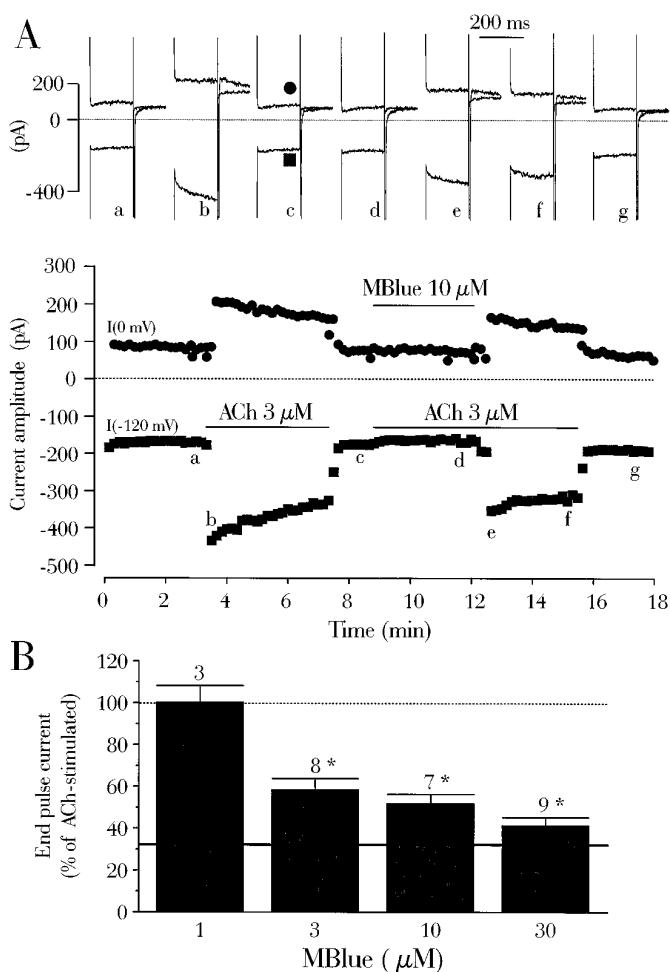 A
200 ms
200
0
-400
(pA)
a
b
c
d
e
f
g
300
200
100
0
-100
-200
-300
-400
-500
Current amplitude (pA)
I(0 mV)
MBlue 10 µM
I(-120 mV)
ACh 3 µM
ACh 3 µM
a
b
c
d
e
f
g
0 2 4 6 8 10 12 14 16 18
Time (min)
B
120
100
80
60
40
20
0
End pulse current
(% of ACh-stimulated)
3
8 *
7 *
9 *
1 3 10 30
MBlue ( µM)